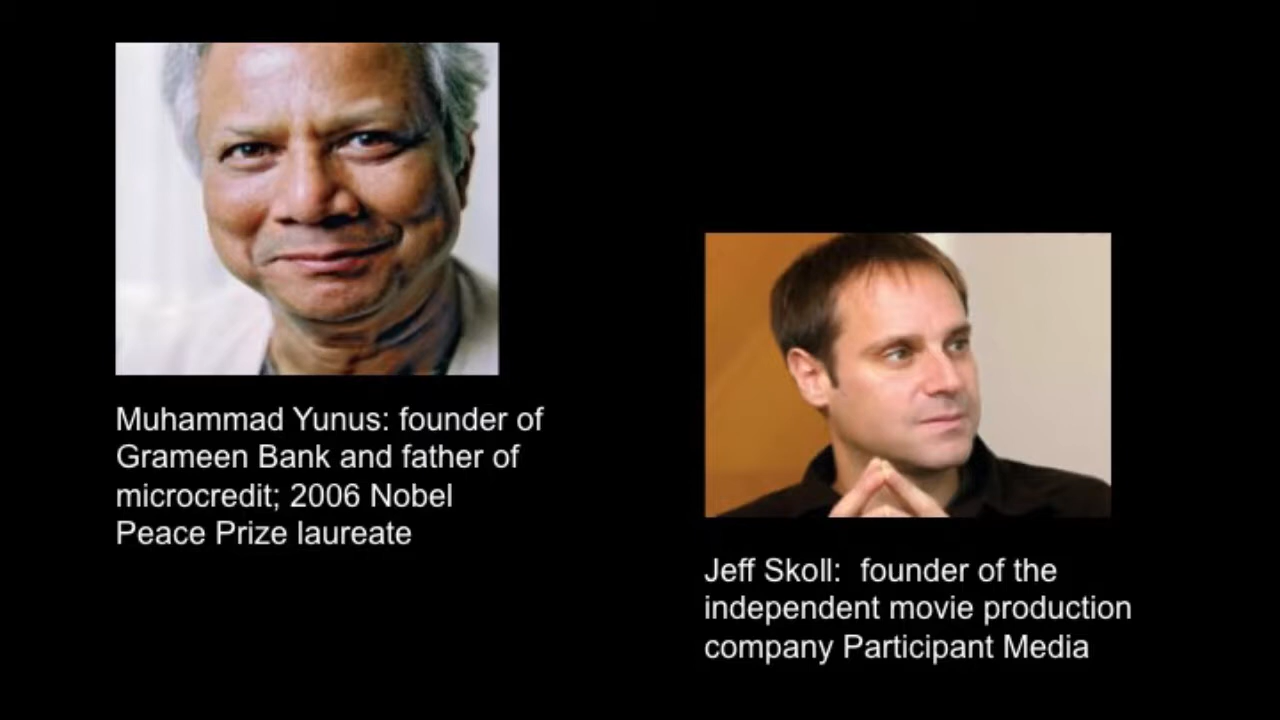 Muhammad Yunus: founder of
Grameen Bank and father of
microcredit; 2006 Nobel
Peace Prize laureate
Jeff Skoll:  founder of the
independent movie production
company Participant Media